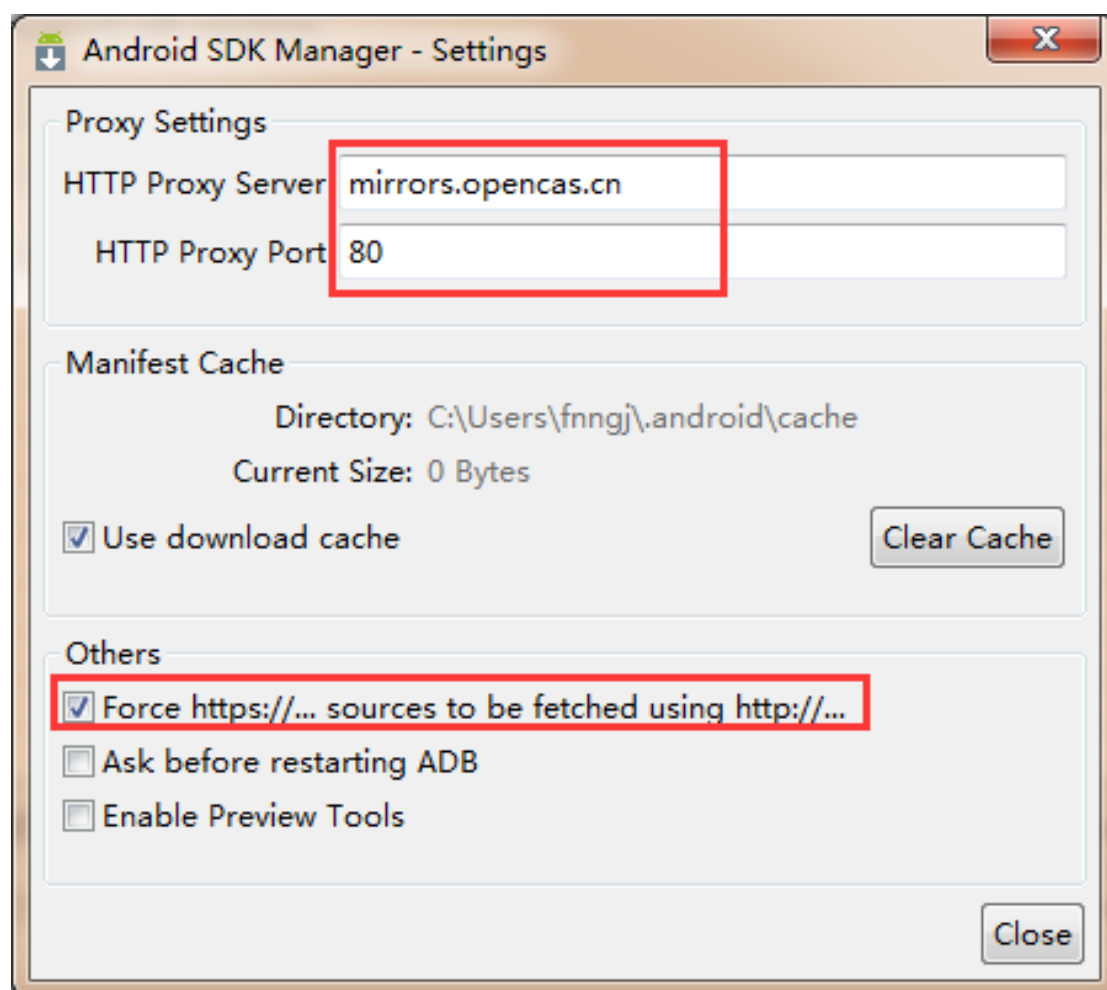 Android SDK Manager - Settings
Proxy Settings
HTTP Proxy Server mirrors.opencas.cn
HTTP Proxy Port 80
Manifest Cache
Directory: C:\Users\fnngj\.android\cache
Current Size: 0 Bytes
Use download cache Clear Cache
Others
Force https://... sources to be fetched using http://...
Ask before restarting ADB
Enable Preview Tools
Close